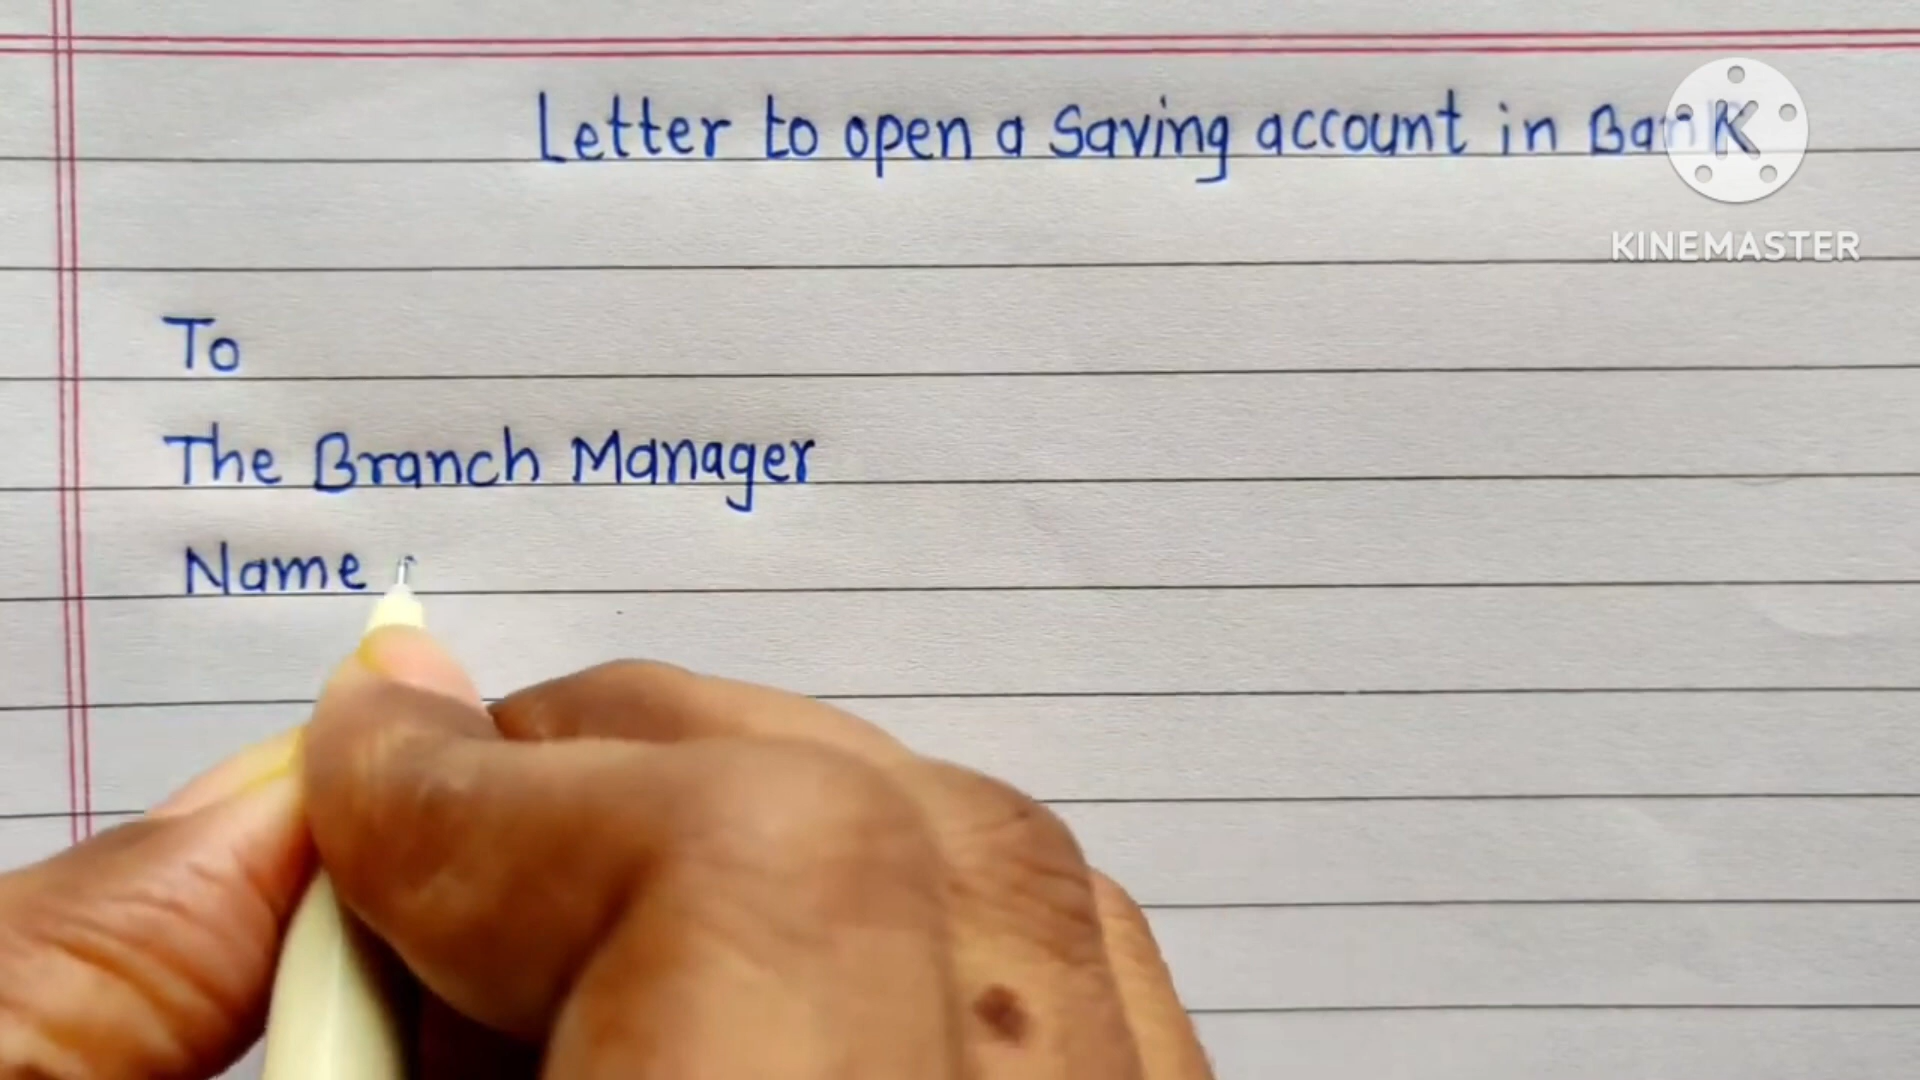 Letter to open a Saving account in Bank
KINEMASTER
To
The Branch Manager
Name